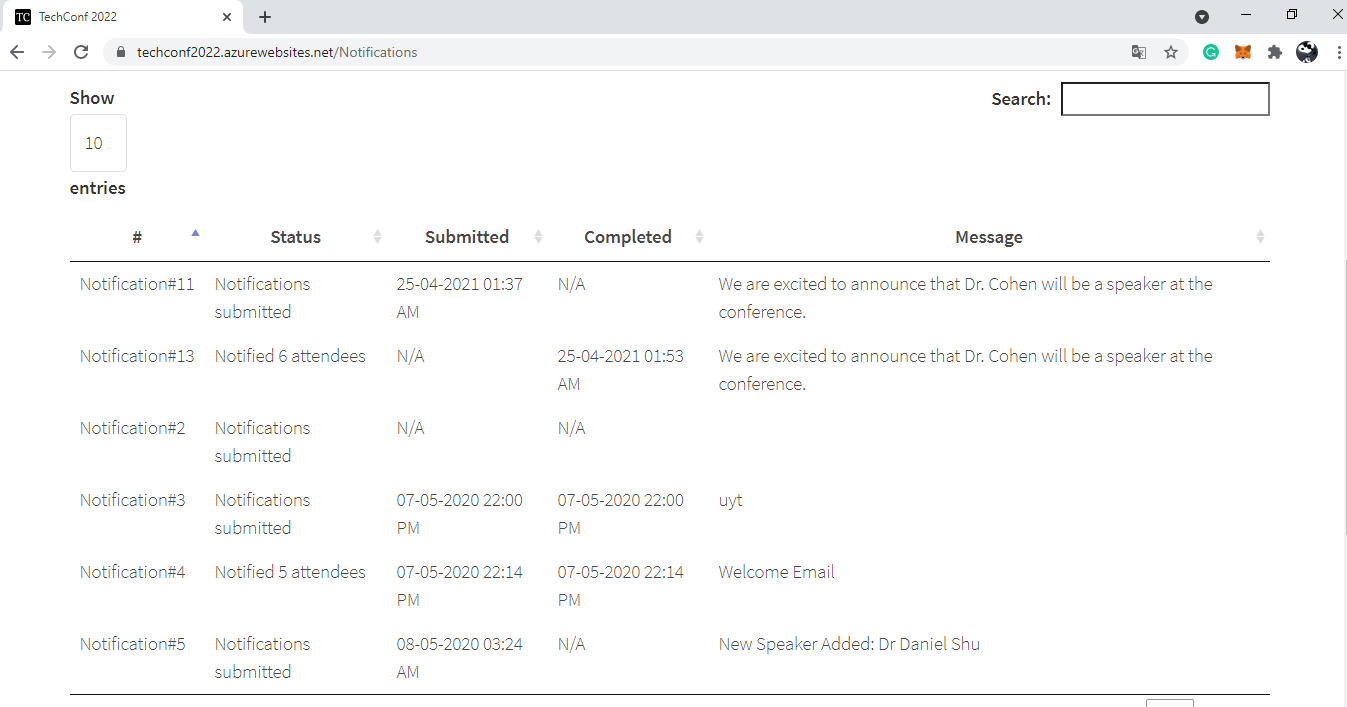 TC TechConf 2022
techconf2022.azurewebsites.net/Notifications
Show
Search:
10
entries
# Status Submitted Completed Message
Notification#11 Notifications 25-04-2021 01:37 N/A We are excited to announce that Dr. Cohen will be a speaker at the
submitted AM conference.
Notification#13 Notified 6 attendees N/A 25-04-2021 01:53 We are excited to announce that Dr. Cohen will be a speaker at the
AM conference.
Notification#2 Notifications N/A N/A
submitted
Notification#3 Notifications 07-05-2020 22:00 07-05-2020 22:00 uyt
submitted PM PM
Notification#4 Notified 5 attendees 07-05-2020 22:14 07-05-2020 22:14 Welcome Email
PM PM
Notification#5 Notifications 08-05-2020 03:24 N/A New Speaker Added: Dr Daniel Shu
submitted AM